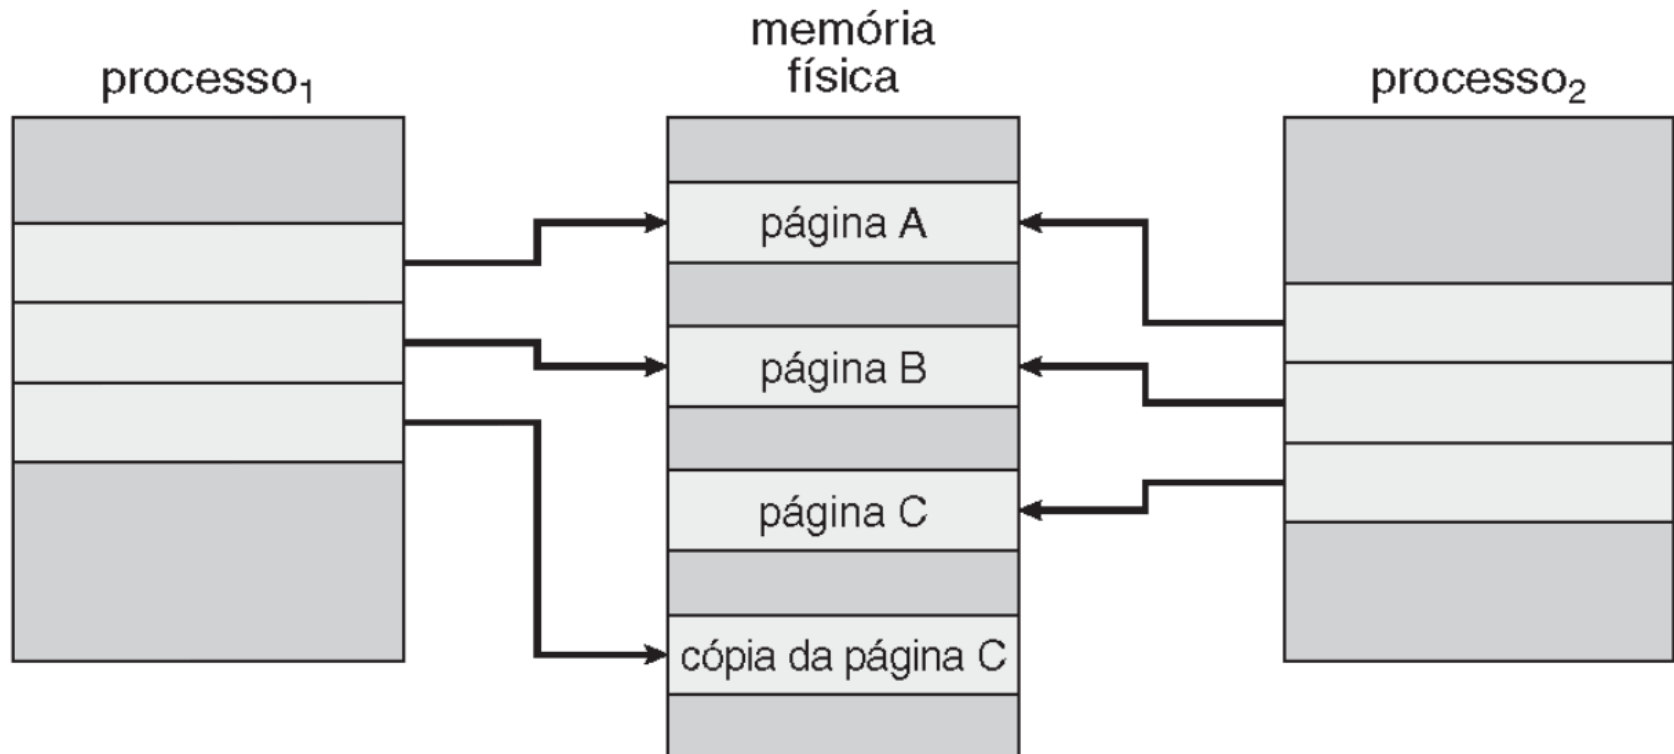 processo₁
memória
física
processo₂
página A
página B
página C
cópia da página C